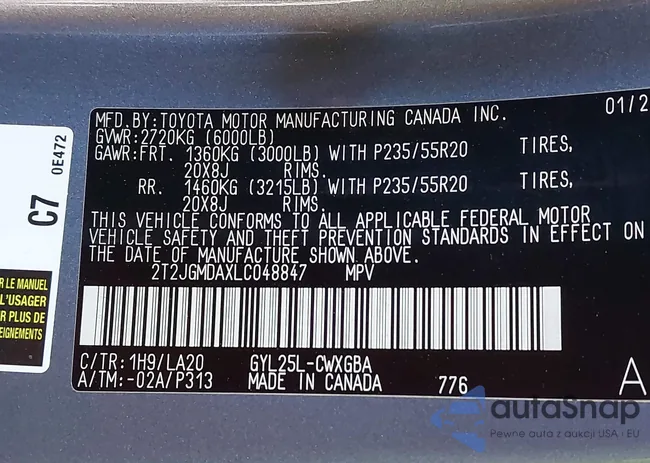 MFD.BY:TOYOTA MOTOR MANUFACTURING CANADA INC. 01/2
GVWR:2720KG (6000LB)
GAWR:FRT. 1360KG (3000LB) WITH P235/55R20 TIRES,
20X8J RIMS.
RR. 1460KG (3215LB) WITH P235/55R20 TIRES,
20X8J RIMS.
THIS VEHICLE CONFORMS TO ALL APPLICABLE FEDERAL MOTOR
VEHICLE SAFETY AND THEFT PREVENTION STANDARDS IN EFFECT ON
THE DATE OF MANUFACTURE SHOWN ABOVE.
2T2JGMDAXLC048847 MPV
C/TR: 1H9/LA20 GYL25L-CWXGBA
A/TM: -02A/P313 MADE IN CANADA 776 A
C7
0E472
R LE MANUEL
L'USAGER
R PLUS DE
EIGNEMENTS
autoSnap
Pewne auta z aukcji USA i EU